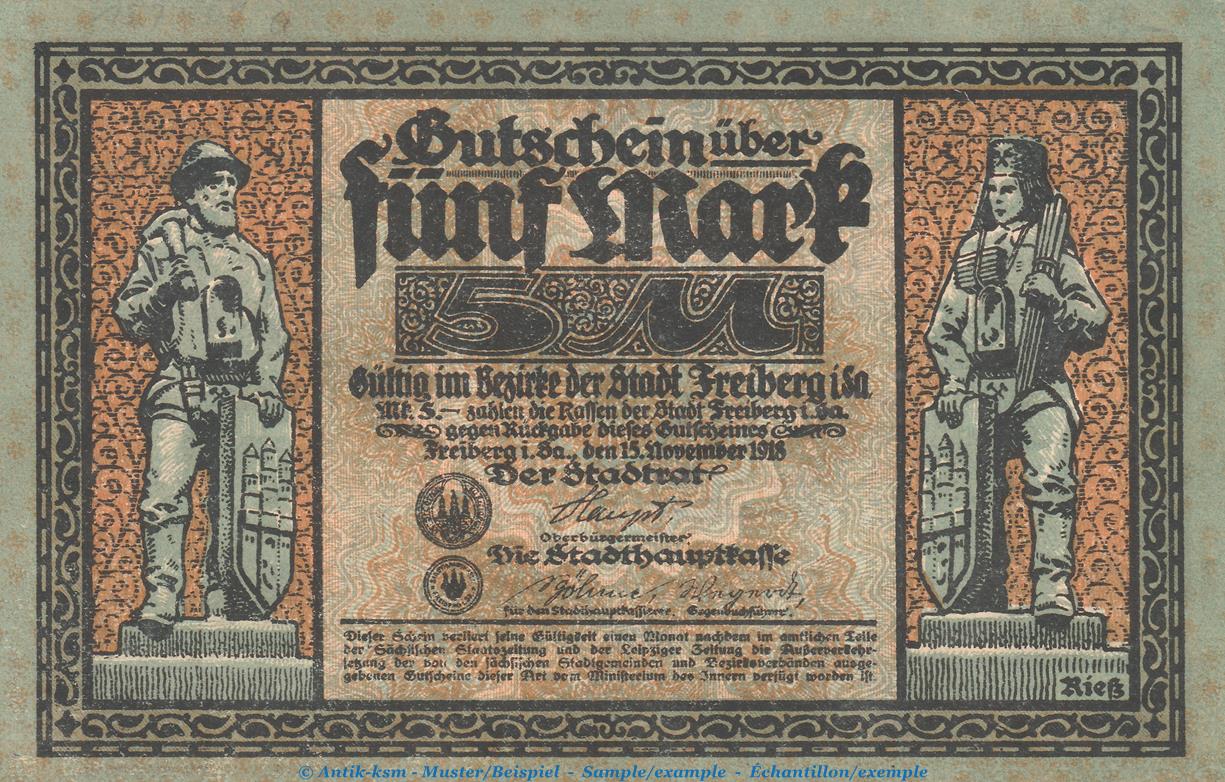 Gutschein über
fünf Mark
5 M
Gültig im Bezirke der Stadt Freiberg i Sa
Mk. 5.— zahlen die Kassen der Stadt Freiberg i. Sa.
gegen Rückgabe dieses Gutscheines
Freiberg i. Sa., den 15. November 1918
Der Stadtrat
Haupt,
Oberbürgermeister
Die Stadthauptkasse
Böhme, Wegerdt,
für den Stadthauptkassierer. Gegenbuchführer.
Dieser Schein verliert seine Gültigkeit einen Monat nachdem im amtlichen Teile
der Sächsischen Staatszeitung und der Leipziger Zeitung die Außerverkehr-
setzung der von den sächsischen Stadtgemeinden und Bezirksverbänden ausge-
gebenen Gutscheine dieser Art vom Ministerium des Innern verfügt worden ist.
Rieß
© Antik-ksm - Muster/Beispiel - Sample/example - Échantillon/exemple